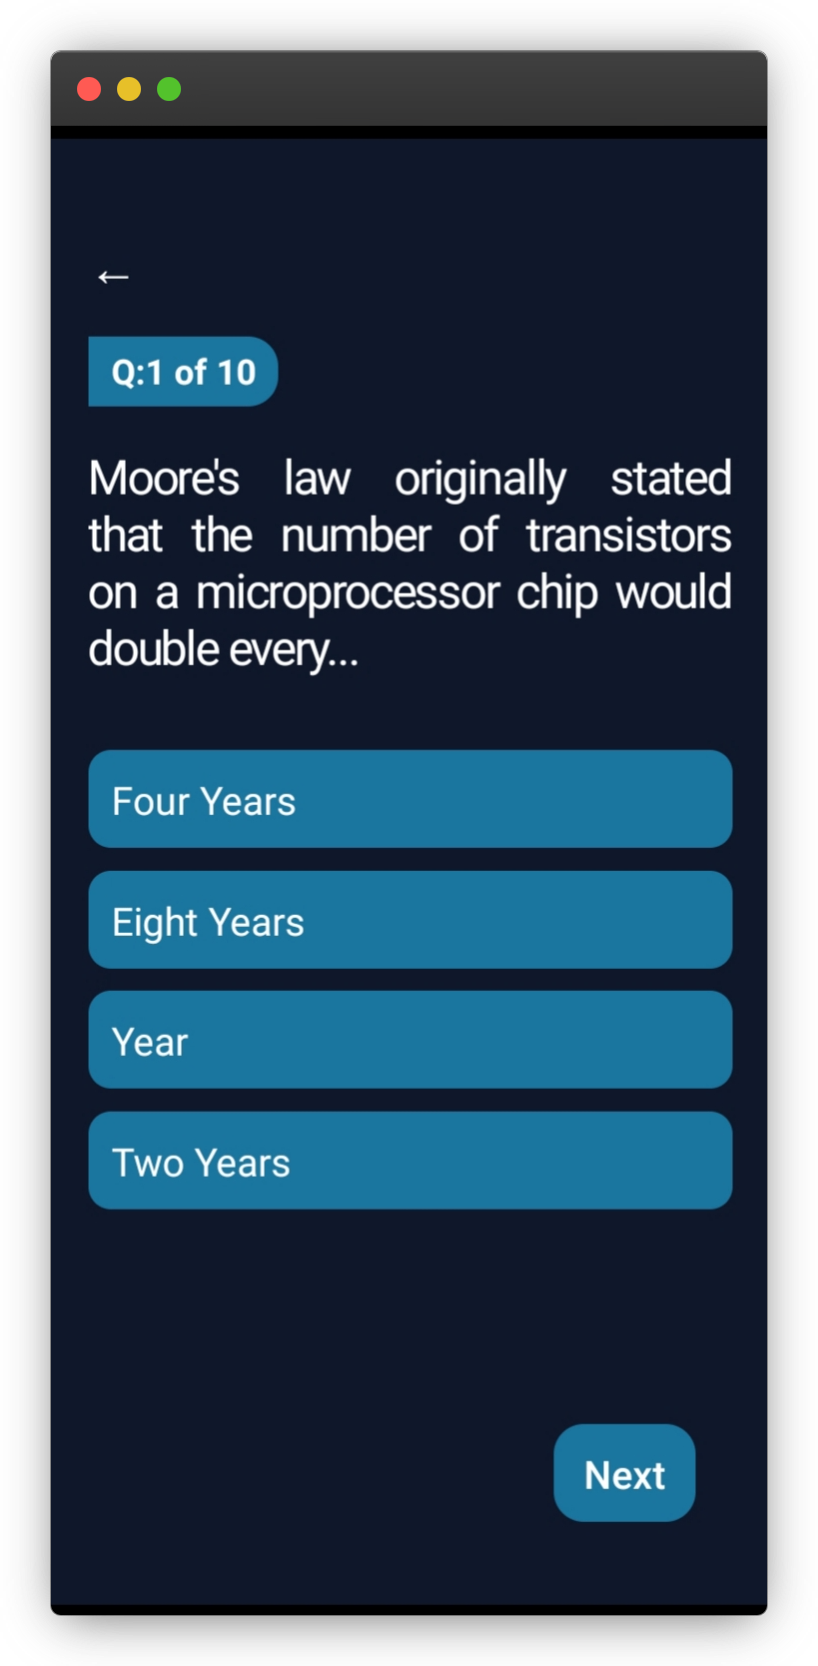 ←
Q:1 of 10
Moore's law originally stated
that the number of transistors
on a microprocessor chip would
double every...
Four Years
Eight Years
Year
Two Years
Next